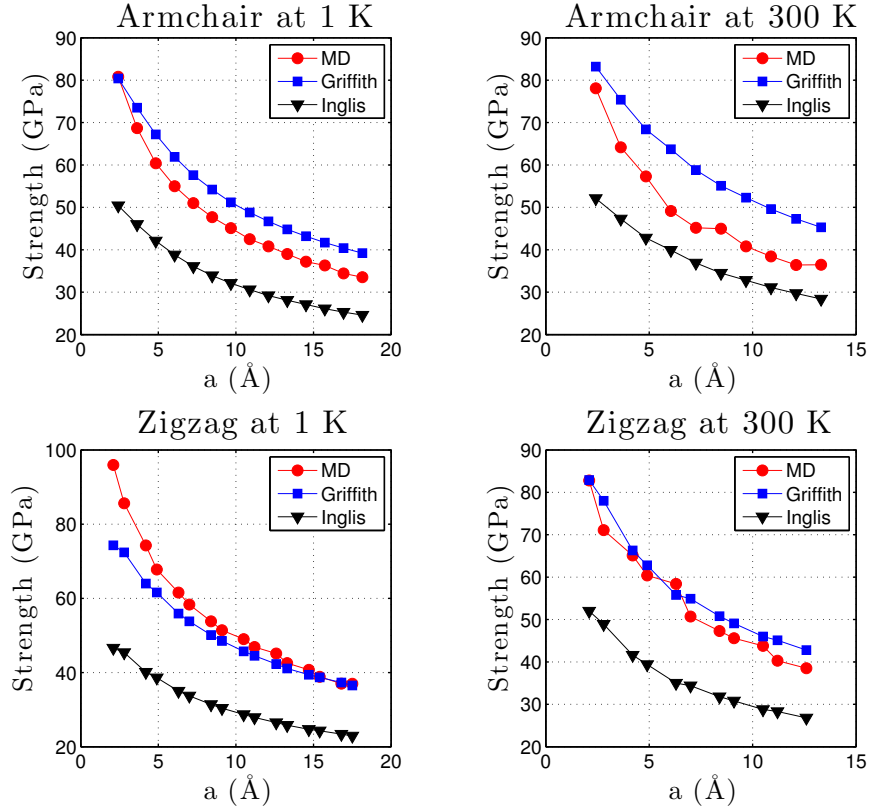 Armchair at 1 K
Strength (GPa)
90
80
70
60
50
40
30
20
0
5
10
15
20
a (Å)
MD
Griffith
Inglis
Armchair at 300 K
Strength (GPa)
90
80
70
60
50
40
30
20
0
5
10
15
a (Å)
MD
Griffith
Inglis
Zigzag at 1 K
Strength (GPa)
100
80
60
40
20
0
5
10
15
20
a (Å)
MD
Griffith
Inglis
Zigzag at 300 K
Strength (GPa)
90
80
70
60
50
40
30
20
0
5
10
15
a (Å)
MD
Griffith
Inglis